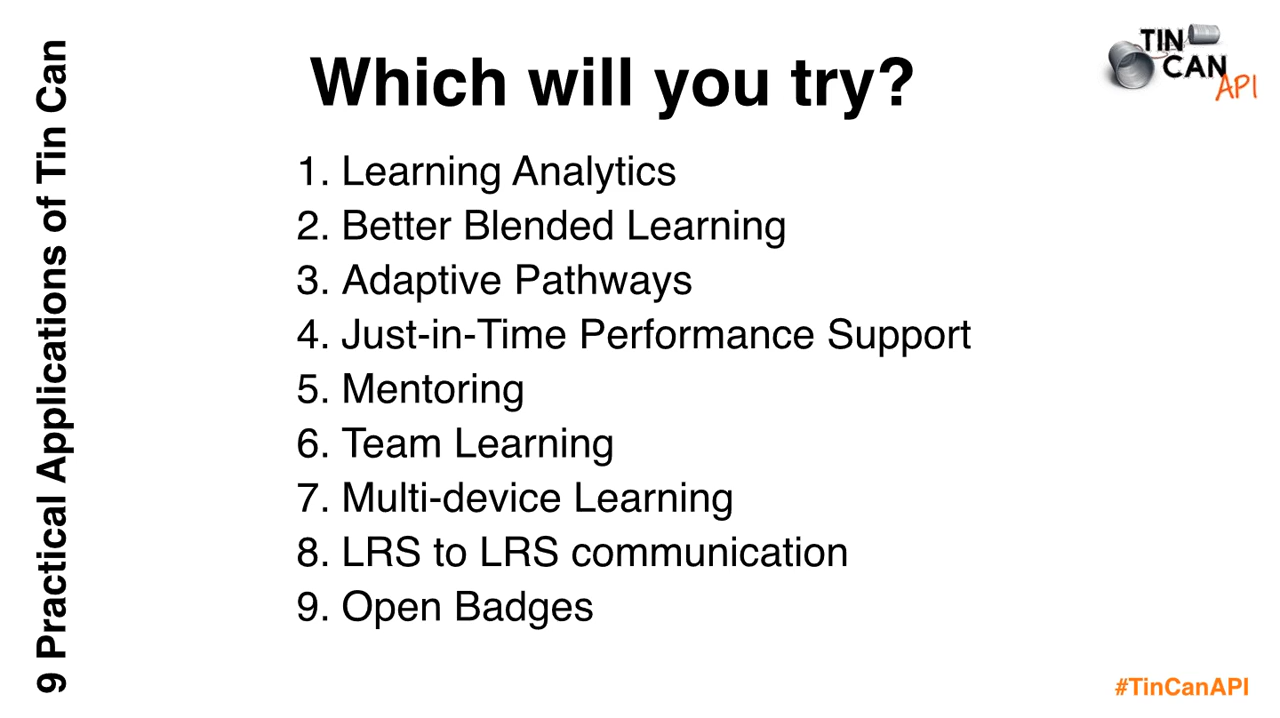 9 Practical Applications of Tin Can
Which will you try?
TIN
CAN
API
1. Learning Analytics
2. Better Blended Learning
3. Adaptive Pathways
4. Just-in-Time Performance Support
5. Mentoring
6. Team Learning
7. Multi-device Learning
8. LRS to LRS communication
9. Open Badges
#TinCanAPI